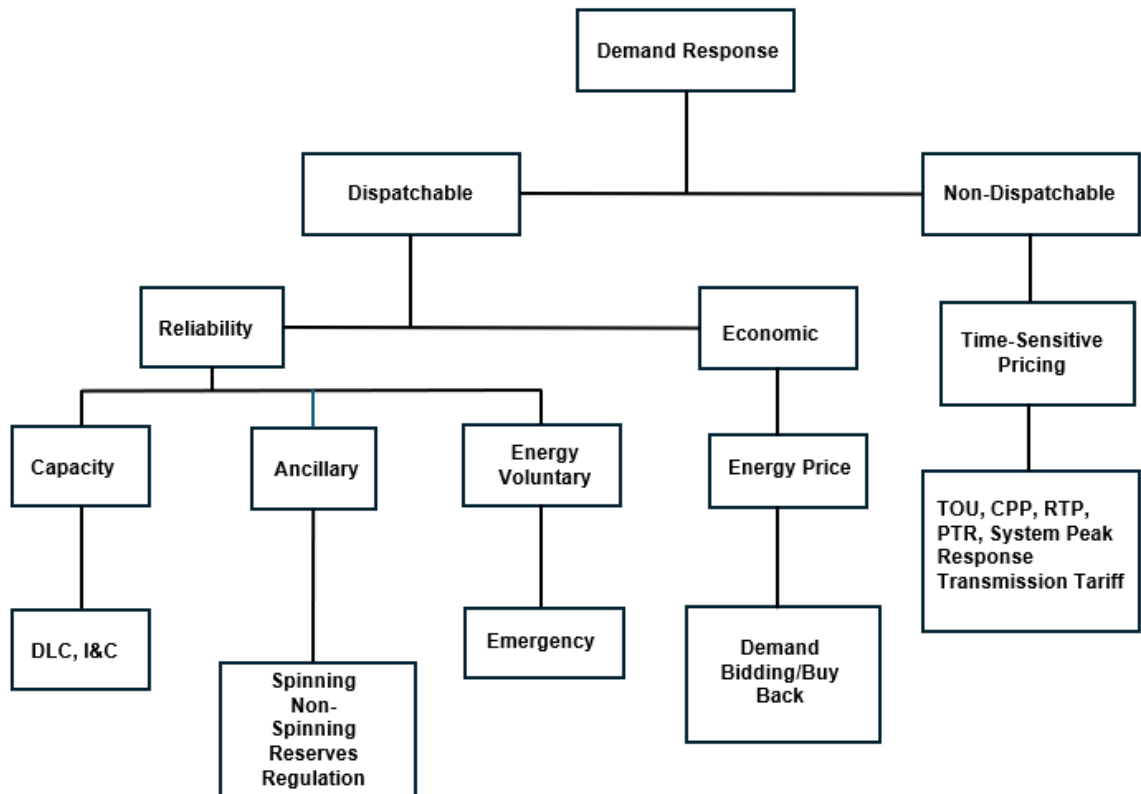 Demand Response
Dispatchable
Non-Dispatchable
Reliability
Economic
Time-Sensitive
Pricing
Capacity
Ancillary
Energy
Voluntary
Energy Price
TOU, CPP, RTP,
PTR, System Peak
Response
Transmission Tariff
DLC, I&C
Spinning
Non-
Spinning
Reserves
Regulation
Emergency
Demand
Bidding/Buy
Back